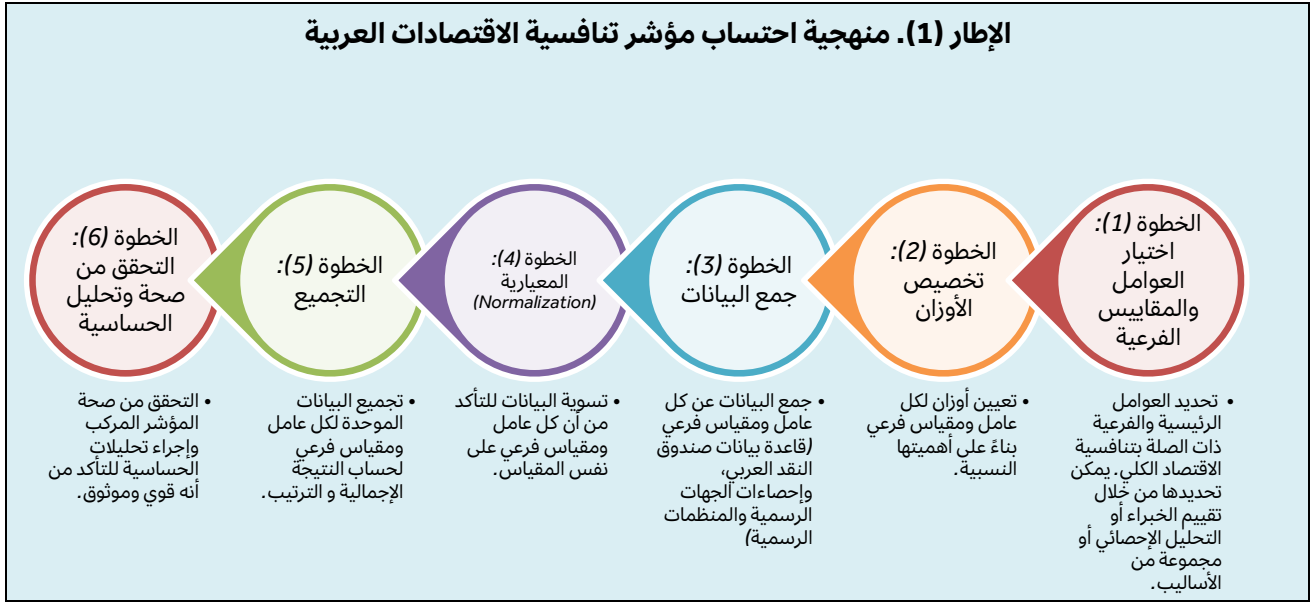 الإطار (1). منهجية احتساب مؤشر تنافسية الاقتصادات العربية
الخطوة (1):
اختيار
العوامل
والمقاييس
الفرعية
• تحديد العوامل
الرئيسية والفرعية
ذات الصلة بتنافسية
الاقتصاد الكلي. يمكن
تحديدها من خلال
تقييم الخبراء أو
التحليل الإحصائي أو
مجموعة من
الأساليب.
الخطوة (2):
تخصيص
الأوزان
• تعيين أوزان لكل
عامل ومقياس فرعي
بناءً على أهميتها
النسبية.
الخطوة (3):
جمع البيانات
• جمع البيانات عن كل
عامل ومقياس فرعي
(قاعدة بيانات صندوق
النقد العربي،
وإحصاءات الجهات
الرسمية والمنظمات
الرسمية)
الخطوة (4):
المعيارية
(Normalization)
• تسوية البيانات للتأكد
من أن كل عامل
ومقياس فرعي على
نفس المقياس.
الخطوة (5):
التجميع
• تجميع البيانات
الموحدة لكل عامل
ومقياس فرعي
لحساب النتيجة
الإجمالية و الترتيب.
الخطوة (6):
التحقق من
صحة وتحليل
الحساسية
• التحقق من صحة
المؤشر المركب
وإجراء تحليلات
الحساسية للتأكد من
أنه قوي وموثوق.